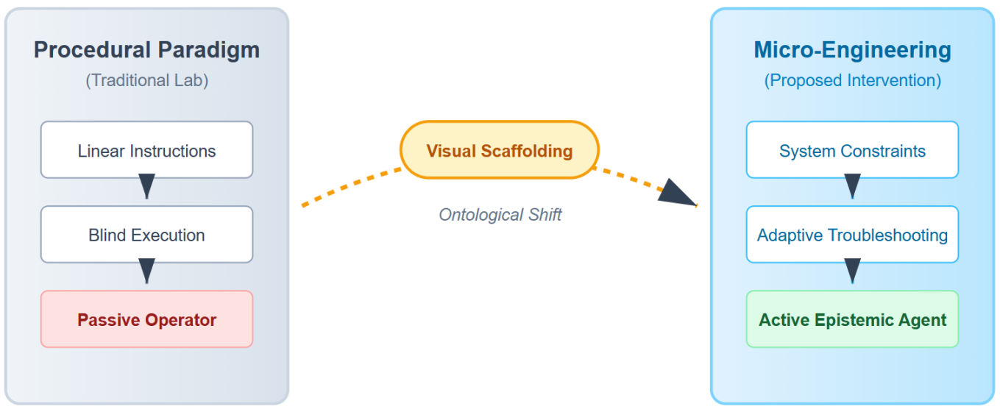 Procedural Paradigm
(Traditional Lab)
Linear Instructions
Blind Execution
Passive Operator
Visual Scaffolding
Ontological Shift
Micro-Engineering
(Proposed Intervention)
System Constraints
Adaptive Troubleshooting
Active Epistemic Agent